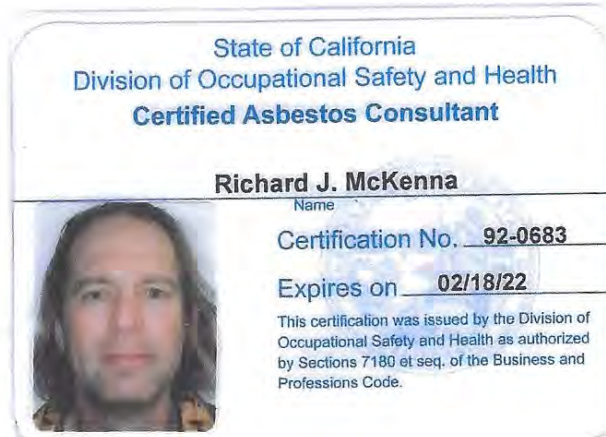 State of California
Division of Occupational Safety and Health
Certified Asbestos Consultant
Richard J. McKenna
Name
Certification No. 92-0683
Expires on 02/18/22
This certification was issued by the Division of
Occupational Safety and Health as authorized
by Sections 7180 et seq. of the Business and
Professions Code.